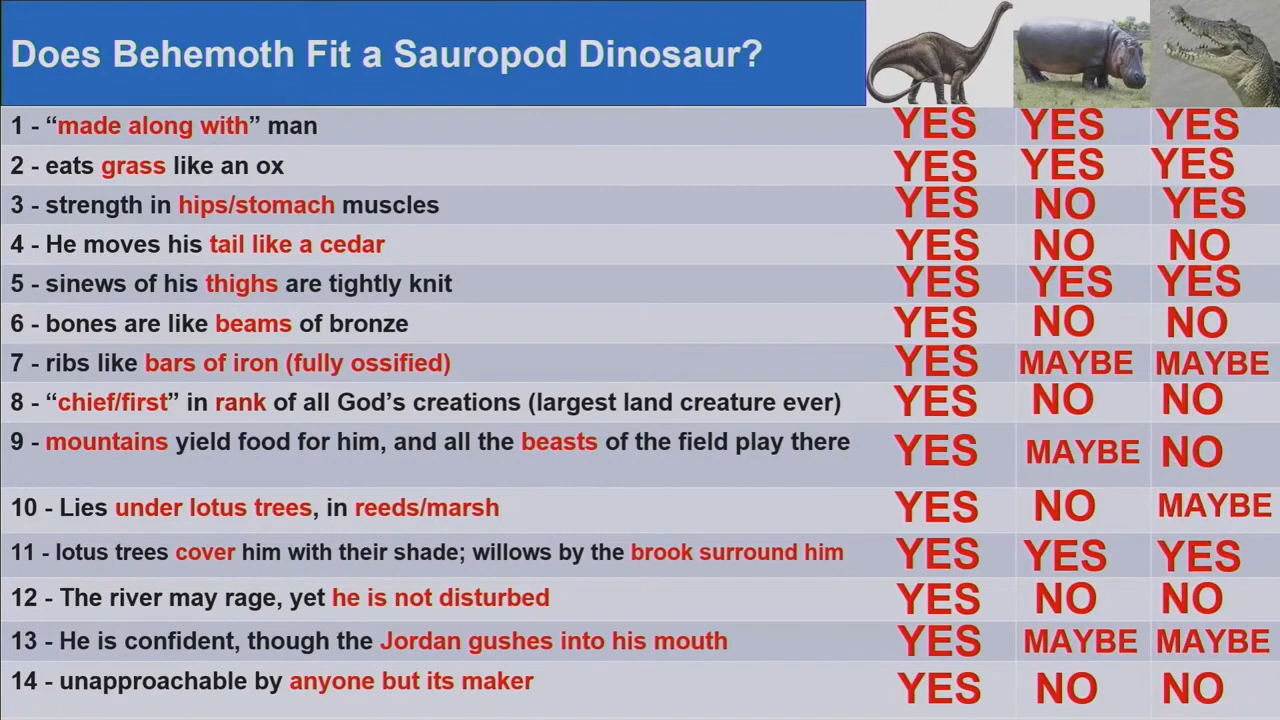 Does Behemoth Fit a Sauropod Dinosaur?
1 - “made along with” man YES YES YES
2 - eats grass like an ox YES YES YES
3 - strength in hips/stomach muscles YES NO YES
4 - He moves his tail like a cedar YES NO NO
5 - sinews of his thighs are tightly knit YES YES YES
6 - bones are like beams of bronze YES NO NO
7 - ribs like bars of iron (fully ossified) YES MAYBE MAYBE
8 - “chief/first” in rank of all God’s creations (largest land creature ever) YES NO NO
9 - mountains yield food for him, and all the beasts of the field play there YES MAYBE NO
10 - Lies under lotus trees, in reeds/marsh YES NO MAYBE
11 - lotus trees cover him with their shade; willows by the brook surround him YES YES YES
12 - The river may rage, yet he is not disturbed YES NO NO
13 - He is confident, though the Jordan gushes into his mouth YES MAYBE MAYBE
14 - unapproachable by anyone but its maker YES NO NO